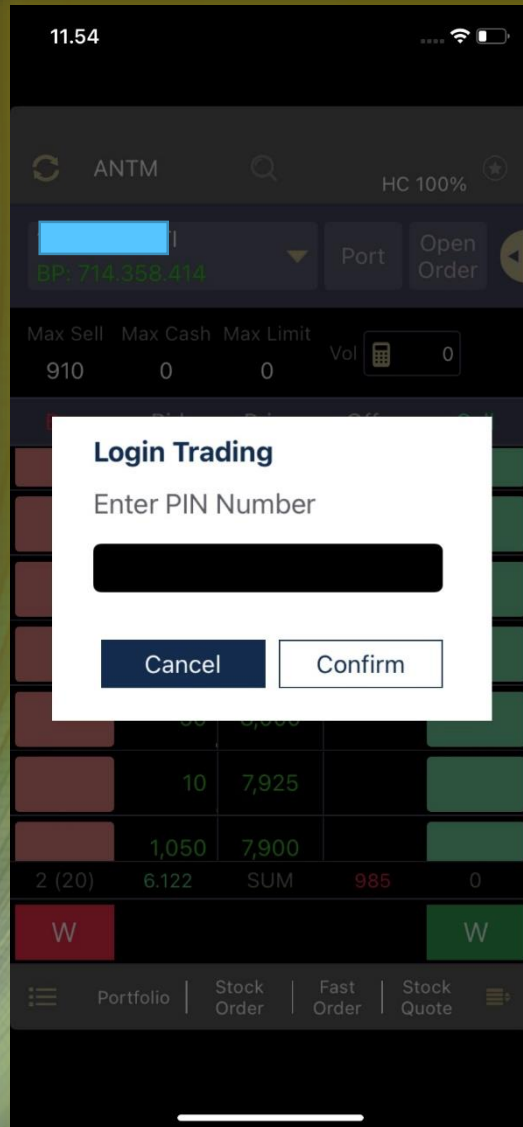 11.54
ANTM
HC 100%
BP: 714.358.414
Port
Open
Order
Max Sell Max Cash Max Limit
Vol
910 0 0
0
Login Trading
Enter PIN Number
Cancel
Confirm
10 7,925
1,050 7,900
2 (20) 6.122 SUM 985 0
W
W
Portfolio
Stock
Order
Fast
Order
Stock
Quote